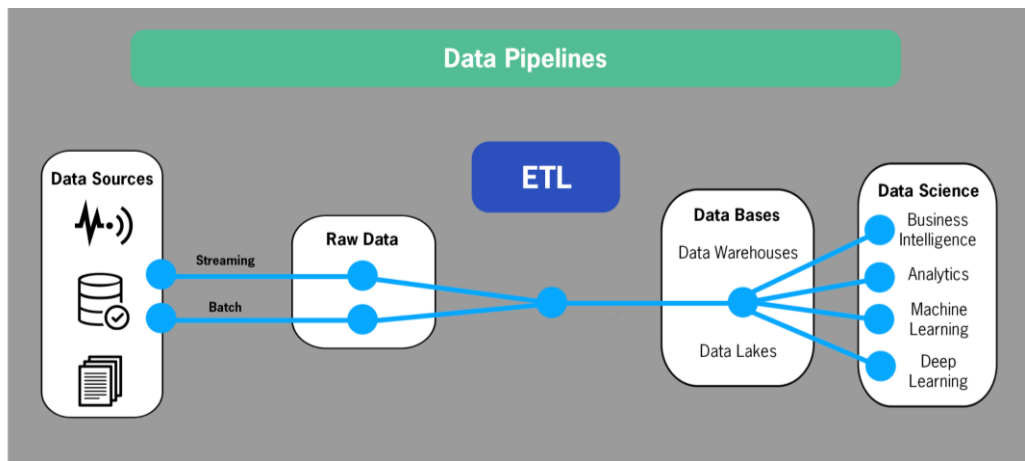 Data Pipelines
ETL
Data Sources
Streaming
Batch
Raw Data
Data Bases
Data Warehouses
Data Lakes
Data Science
Business
Intelligence
Analytics
Machine
Learning
Deep
Learning